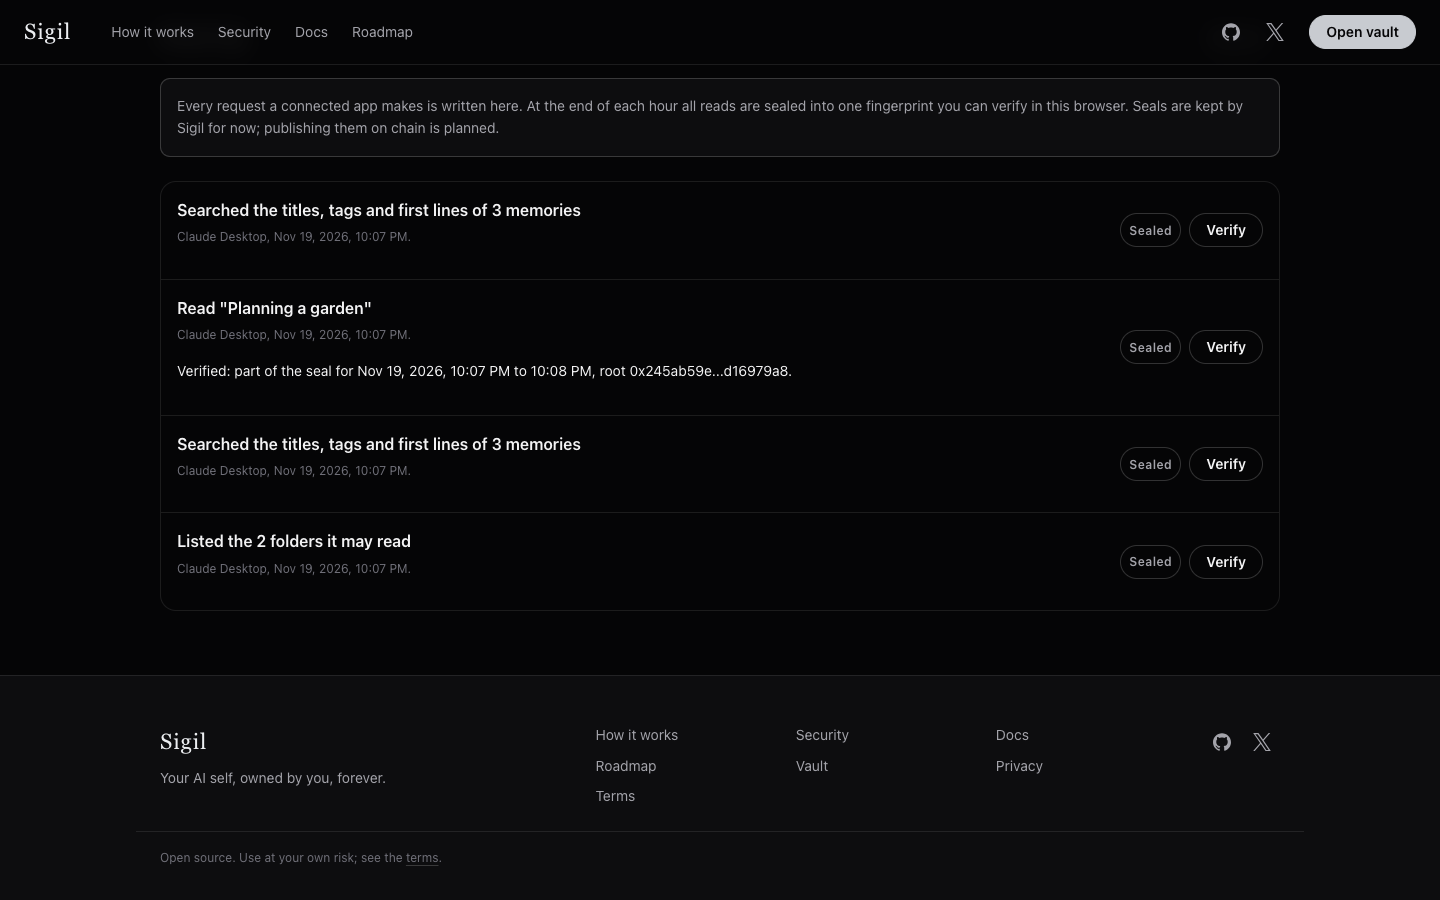 Sigil
How it works
Security
Docs
Roadmap
Open vault
Every request a connected app makes is written here. At the end of each hour all reads are sealed into one fingerprint you can verify in this browser. Seals are kept by
Sigil for now; publishing them on chain is planned.
Searched the titles, tags and first lines of 3 memories
Claude Desktop, Nov 19, 2026, 10:07 PM.
Sealed
Verify
Read "Planning a garden"
Claude Desktop, Nov 19, 2026, 10:07 PM.
Verified: part of the seal for Nov 19, 2026, 10:07 PM to 10:08 PM, root 0x245ab59e...d16979a8.
Sealed
Verify
Searched the titles, tags and first lines of 3 memories
Claude Desktop, Nov 19, 2026, 10:07 PM.
Sealed
Verify
Listed the 2 folders it may read
Claude Desktop, Nov 19, 2026, 10:07 PM.
Sealed
Verify
Sigil
Your AI self, owned by you, forever.
How it works
Security
Docs
Roadmap
Vault
Privacy
Terms
Open source. Use at your own risk; see the terms.